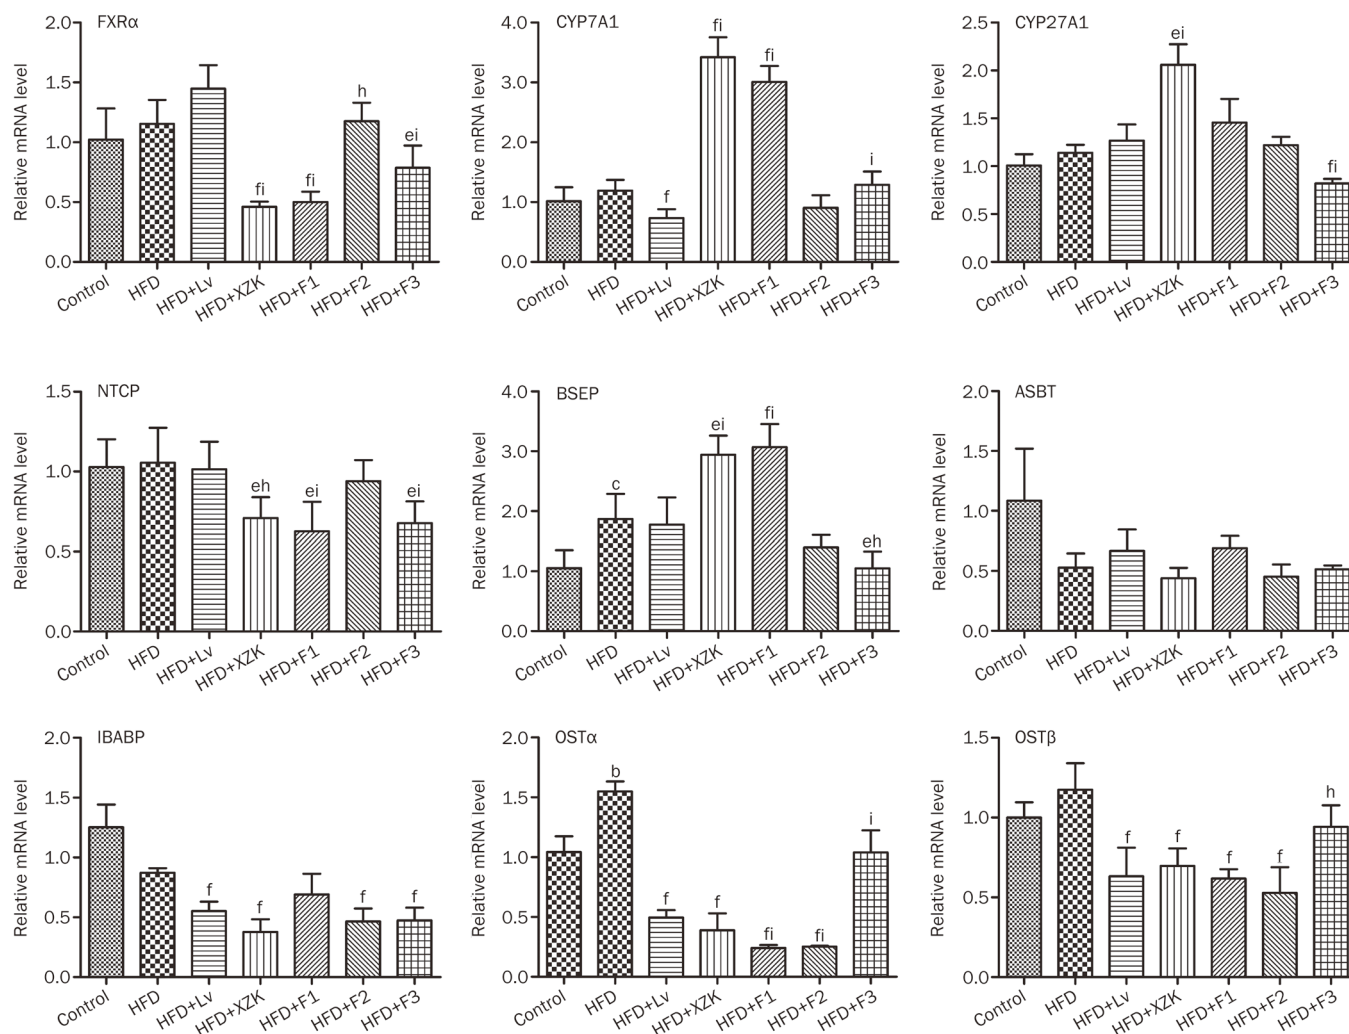 FXRα
Relative mRNA level
2.0
1.5
1.0
0.5
0.0
h
ei
fi
fi
Control
HFD
HFD+Lv
HFD+XZK
HFD+F1
HFD+F2
HFD+F3
CYP7A1
Relative mRNA level
4.0
3.0
2.0
1.0
0.0
f
fi
fi
i
Control
HFD
HFD+Lv
HFD+XZK
HFD+F1
HFD+F2
HFD+F3
CYP27A1
Relative mRNA level
2.5
2.0
1.5
1.0
0.5
0.0
ei
fi
Control
HFD
HFD+Lv
HFD+XZK
HFD+F1
HFD+F2
HFD+F3
NTCP
Relative mRNA level
1.5
1.0
0.5
0.0
eh
ei
ei
Control
HFD
HFD+Lv
HFD+XZK
HFD+F1
HFD+F2
HFD+F3
BSEP
Relative mRNA level
4.0
3.0
2.0
1.0
0.0
c
ei
fi
eh
Control
HFD
HFD+Lv
HFD+XZK
HFD+F1
HFD+F2
HFD+F3
ASBT
Relative mRNA level
2.0
1.5
1.0
0.5
0.0
Control
HFD
HFD+Lv
HFD+XZK
HFD+F1
HFD+F2
HFD+F3
IBABP
Relative mRNA level
2.0
1.5
1.0
0.5
0.0
f
f
f
f
Control
HFD
HFD+Lv
HFD+XZK
HFD+F1
HFD+F2
HFD+F3
OSTα
Relative mRNA level
2.0
1.5
1.0
0.5
0.0
b
f
f
fi
fi
i
Control
HFD
HFD+Lv
HFD+XZK
HFD+F1
HFD+F2
HFD+F3
OSTβ
Relative mRNA level
1.5
1.0
0.5
0.0
f
f
f
f
h
Control
HFD
HFD+Lv
HFD+XZK
HFD+F1
HFD+F2
HFD+F3